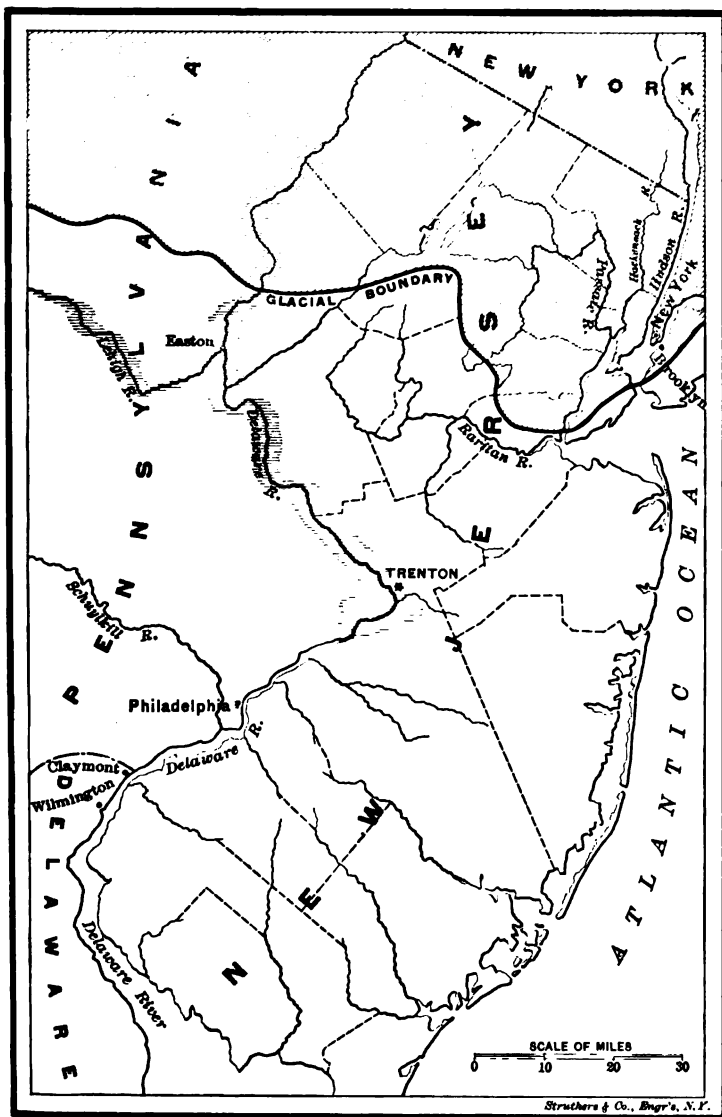 NEW YORK
PENNSYLVANIA
NEW JERSEY
DELAWARE
GLACIAL BOUNDARY
Lehigh R.
Easton
Delaware
R.
Raritan R.
Passaic R.
Hackensack R.
Hudson R.
New York
Brooklyn
TRENTON
Schuylkill
R.
Philadelphia
Claymont
Wilmington
Delaware R.
Delaware River
ATLANTIC OCEAN
SCALE OF MILES
0 10 20 30
Struthers & Co., Engr's, N.Y.